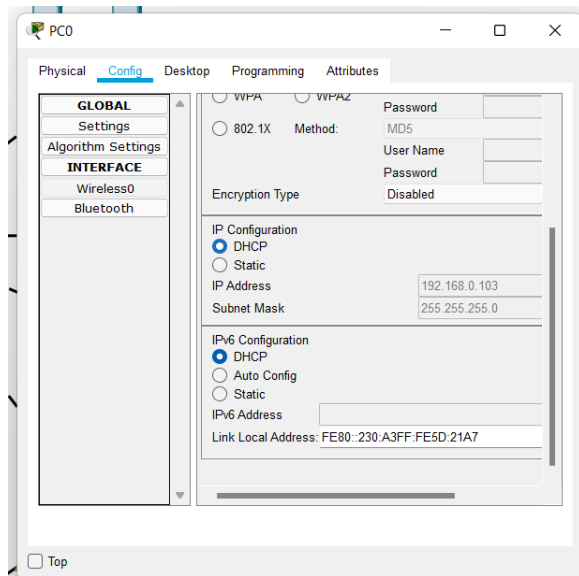 PC0
Physical Config Desktop Programming Attributes
GLOBAL
Settings
Algorithm Settings
INTERFACE
Wireless0
Bluetooth
WPA WPA2
Password
802.1X Method: MD5
User Name
Password
Encryption Type Disabled
IP Configuration
DHCP
Static
IP Address 192.168.0.103
Subnet Mask 255.255.255.0
IPv6 Configuration
DHCP
Auto Config
Static
IPv6 Address
Link Local Address: FE80::230:A3FF:FE5D:21A7
Top